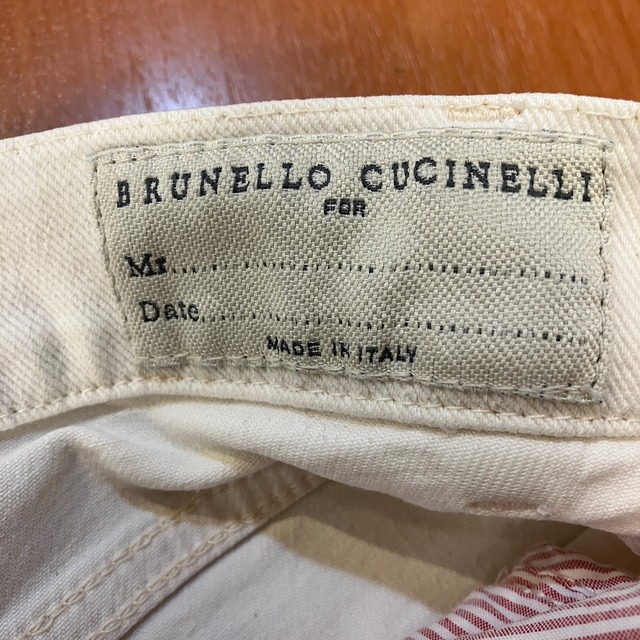 BRUNELLO CUCINELLI
FOR
Mr................................................
Date.............................................
MADE IN ITALY